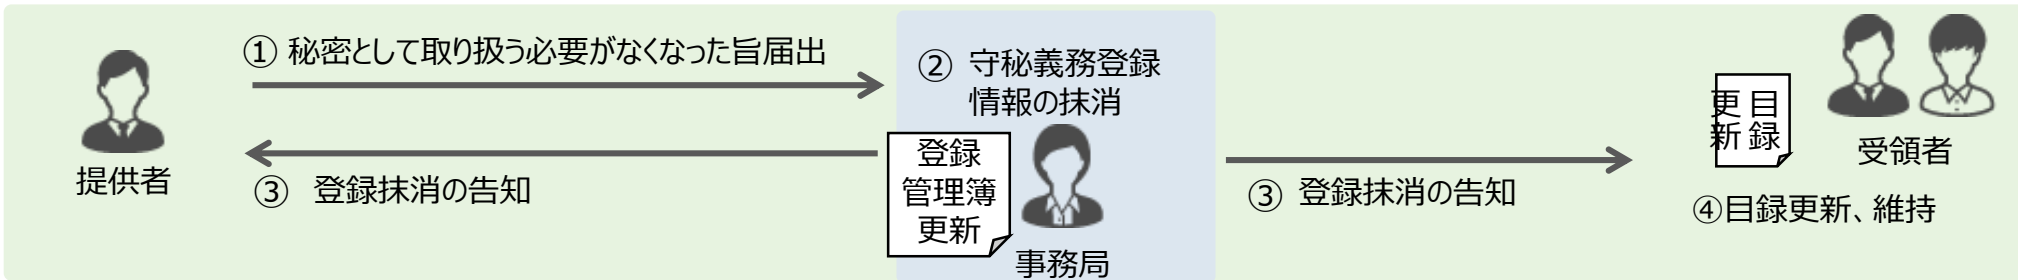 ① 秘密として取り扱う必要がなくなった旨届出
提供者
③ 登録抹消の告知
② 守秘義務登録
情報の抹消
登録
管理簿
更新
事務局
③ 登録抹消の告知
目録
更新
受領者
④目録更新、維持